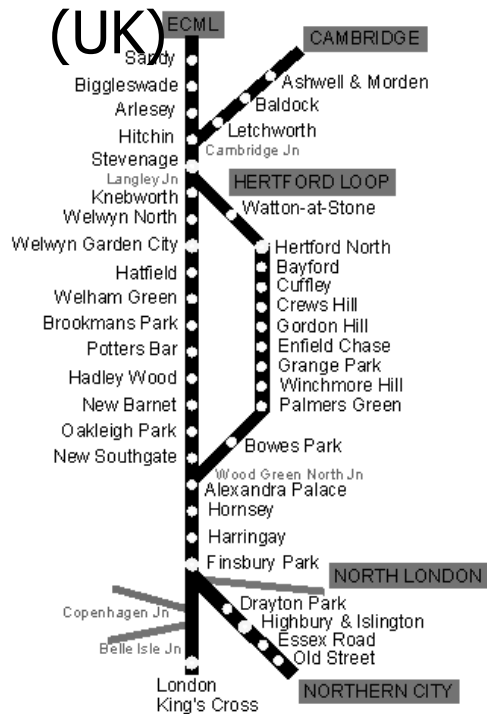 (UK)
ECML
CAMBRIDGE
Sandy
Ashwell & Morden
Biggleswade
Baldock
Arlesey
Letchworth
Hitchin
Cambridge Jn
Stevenage
Langley Jn
HERTFORD LOOP
Knebworth
Watton-at-Stone
Welwyn North
Welwyn Garden City
Hertford North
Bayford
Hatfield
Cuffley
Welham Green
Crews Hill
Brookmans Park
Gordon Hill
Potters Bar
Enfield Chase
Grange Park
Hadley Wood
Winchmore Hill
New Barnet
Palmers Green
Oakleigh Park
Bowes Park
New Southgate
Wood Green North Jn
Alexandra Palace
Hornsey
Harringay
Finsbury Park
NORTH LONDON
Drayton Park
Copenhagen Jn
Highbury & Islington
Essex Road
Belle Isle Jn
Old Street
London
King's Cross
NORTHERN CITY